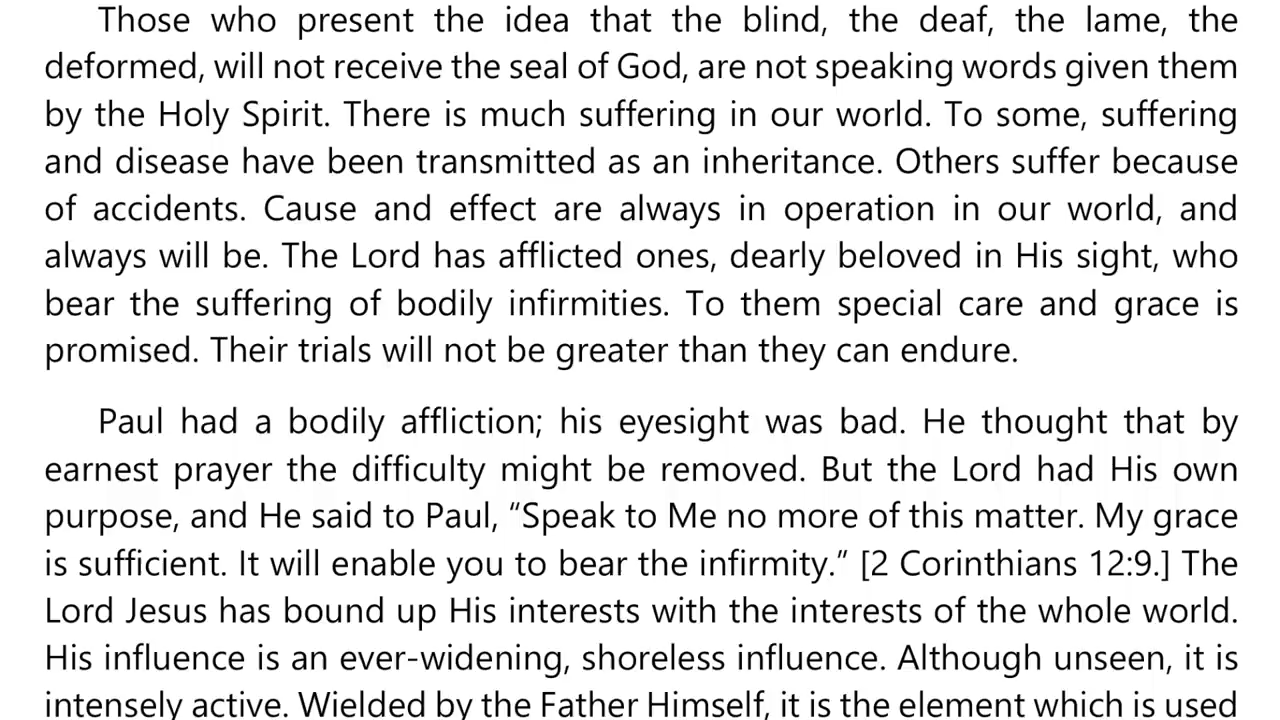 Those who present the idea that the blind, the deaf, the lame, the
deformed, will not receive the seal of God, are not speaking words given them
by the Holy Spirit. There is much suffering in our world. To some, suffering
and disease have been transmitted as an inheritance. Others suffer because
of accidents. Cause and effect are always in operation in our world, and
always will be. The Lord has afflicted ones, dearly beloved in His sight, who
bear the suffering of bodily infirmities. To them special care and grace is
promised. Their trials will not be greater than they can endure.
Paul had a bodily affliction; his eyesight was bad. He thought that by
earnest prayer the difficulty might be removed. But the Lord had His own
purpose, and He said to Paul, “Speak to Me no more of this matter. My grace
is sufficient. It will enable you to bear the infirmity.” [2 Corinthians 12:9.] The
Lord Jesus has bound up His interests with the interests of the whole world.
His influence is an ever-widening, shoreless influence. Although unseen, it is
intensely active. Wielded by the Father Himself, it is the element which is used